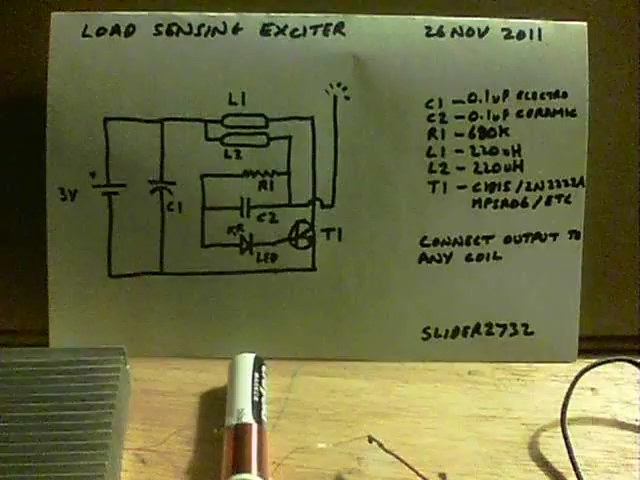 LOAD SENSING EXCITER
26 NOV 2011
L1
L2
R1
C2
C1
3V
+
LED
T1
C1 - 0.1uF ELECTRO
C2 - 0.1uF CERAMIC
R1 - 680K
L1 - 220uH
L2 - 220uH
T1 - C1815/2N2222A
MPSA06/ETC
CONNECT OUTPUT TO
ANY COIL
SLIDER2732